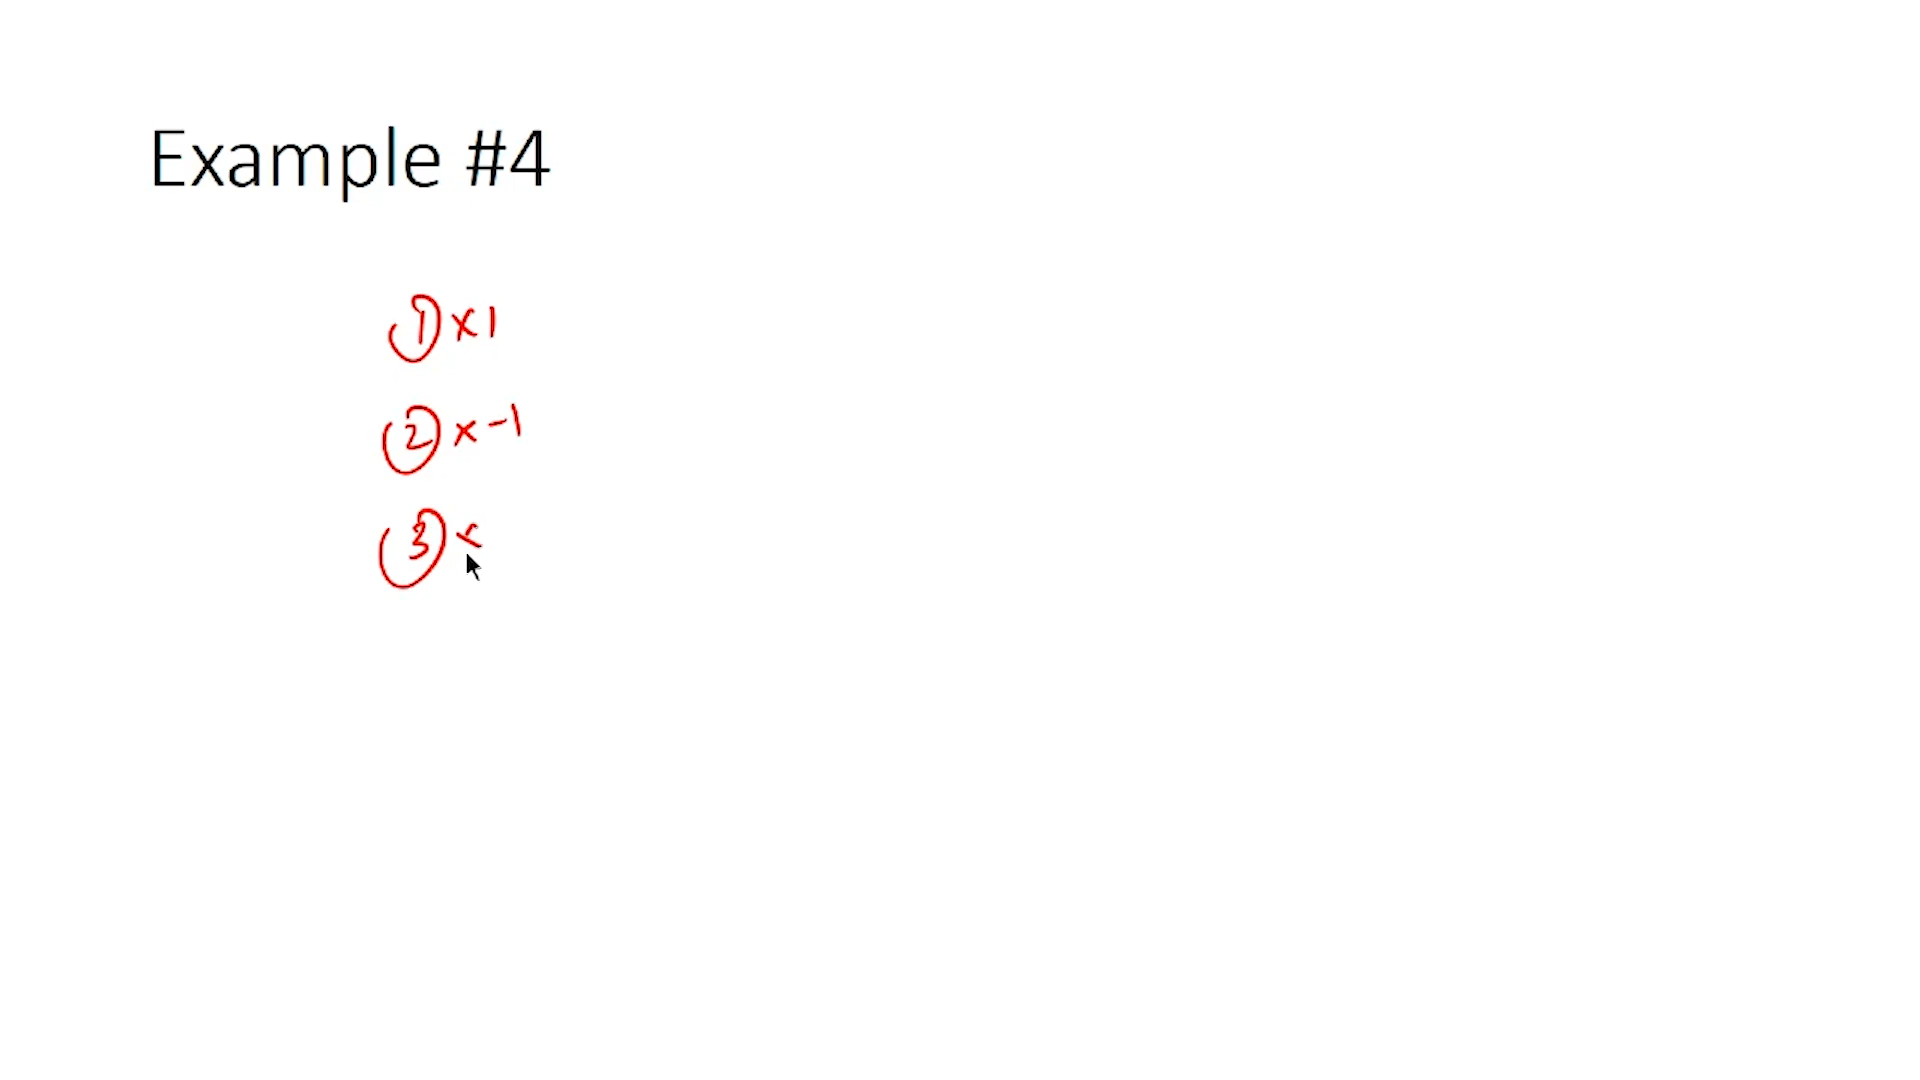 Example #4
① × 1
② × -1
③ ×